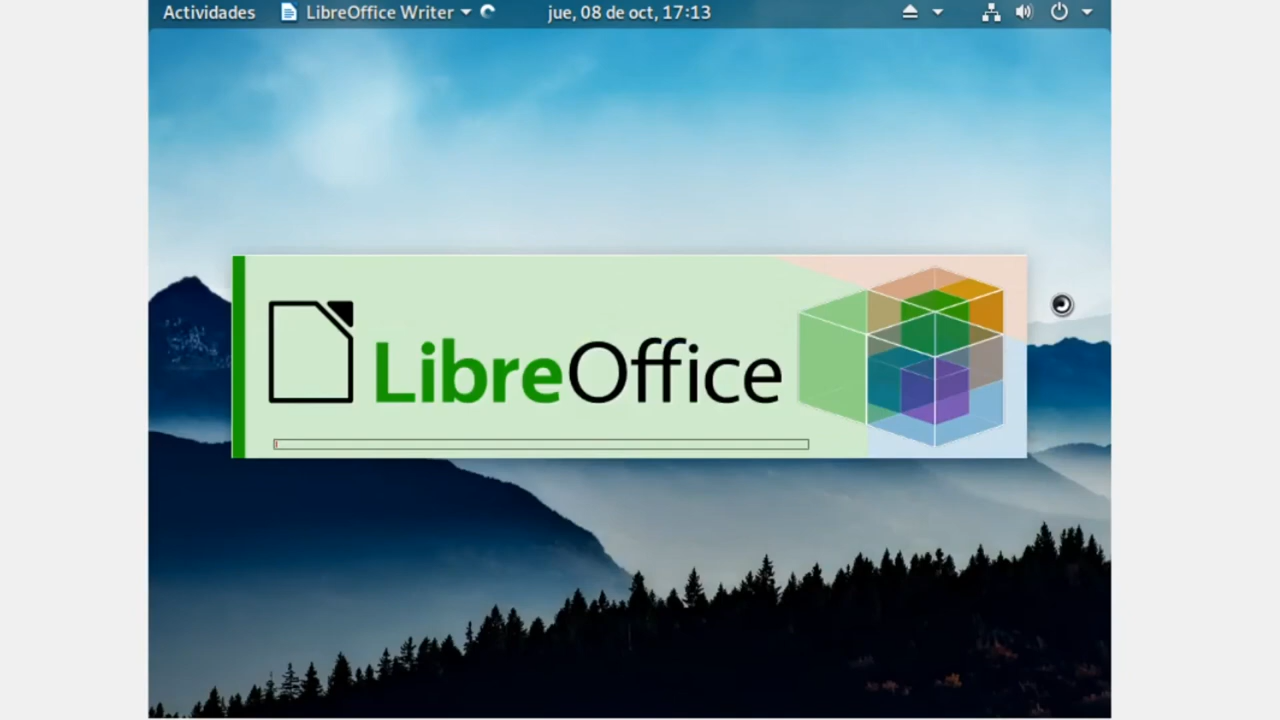 Actividades
LibreOffice Writer
jue, 08 de oct, 17:13
LibreOffice